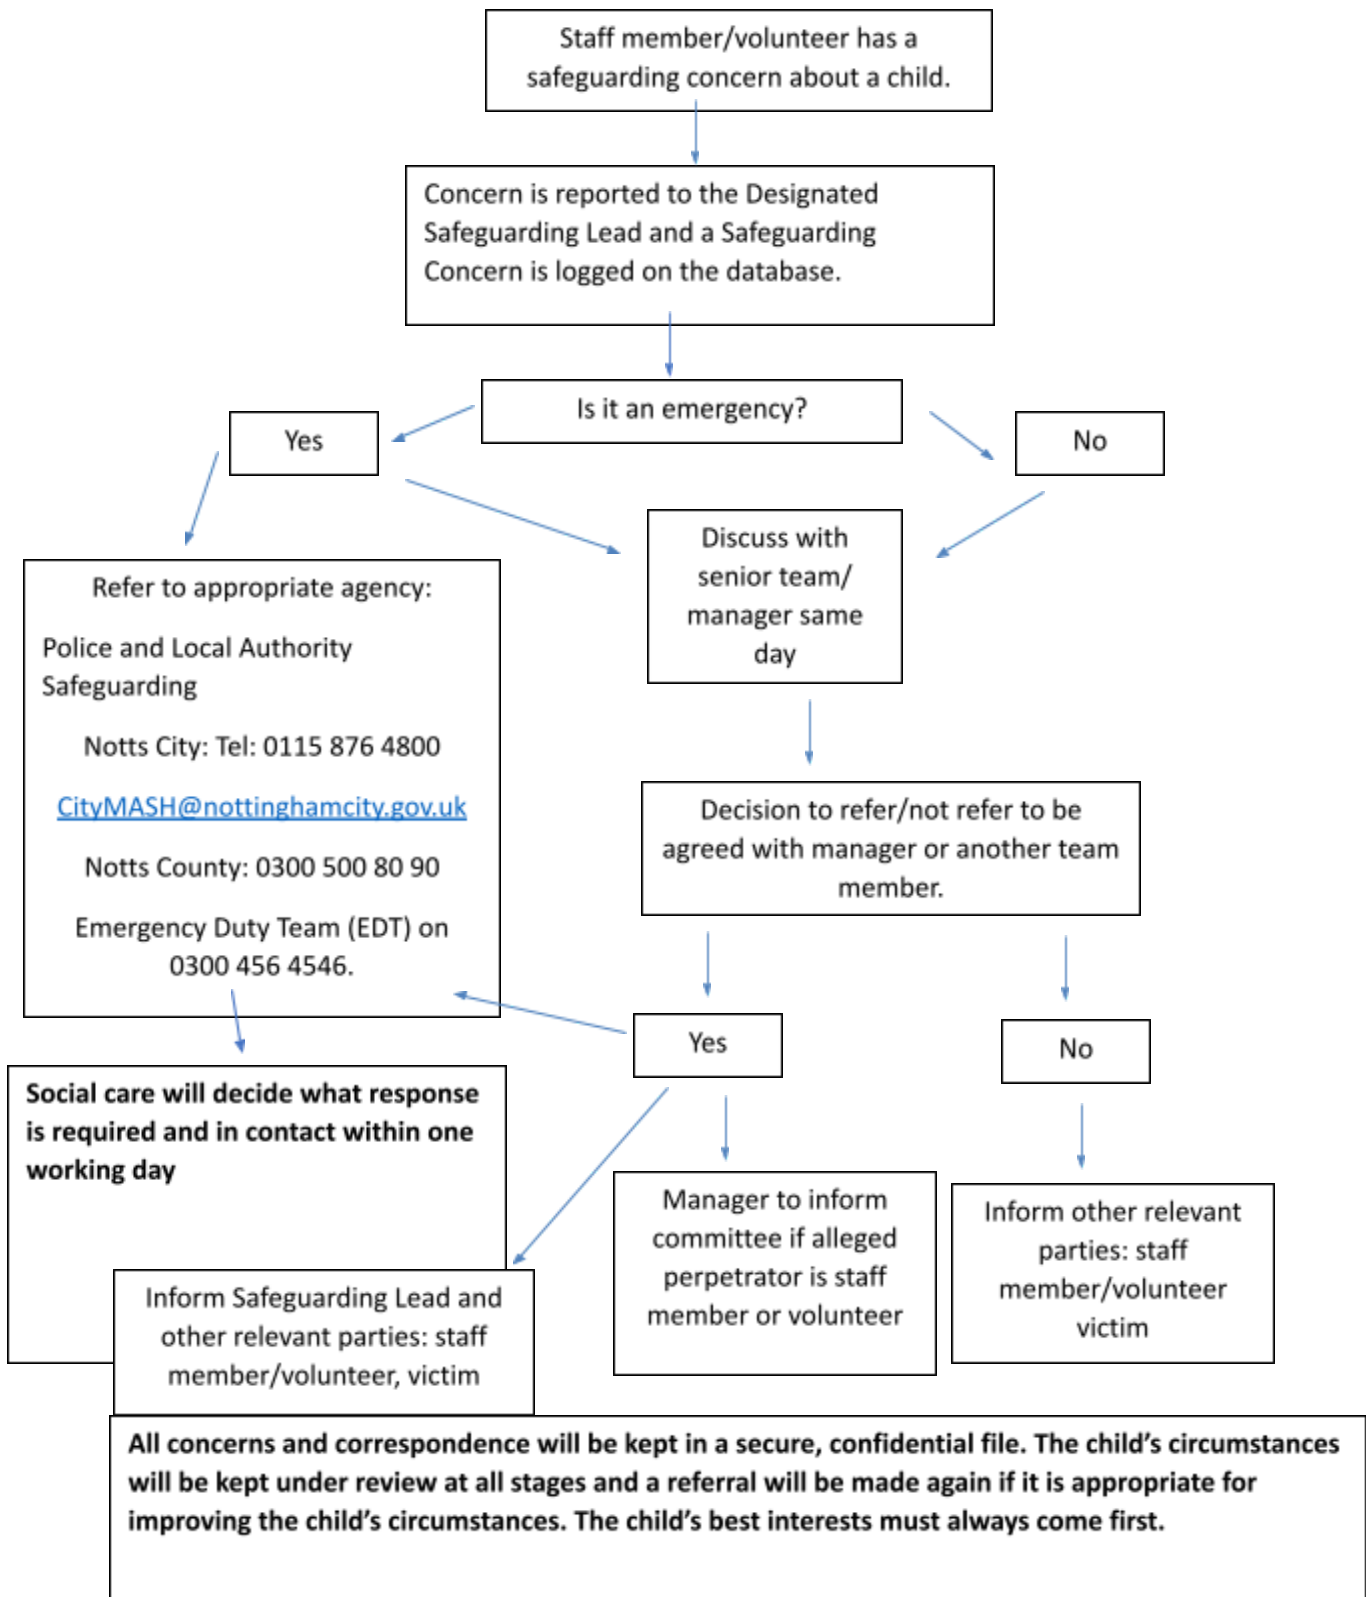 Staff member/volunteer has a
safeguarding concern about a child.
Concern is reported to the Designated
Safeguarding Lead and a Safeguarding
Concern is logged on the database.
Is it an emergency?
Yes
No
Discuss with
senior team/
manager same
day
Refer to appropriate agency:
Police and Local Authority
Safeguarding
Notts City: Tel: 0115 876 4800
CityMASH@nottinghamcity.gov.uk
Notts County: 0300 500 80 90
Emergency Duty Team (EDT) on
0300 456 4546.
Decision to refer/not refer to be
agreed with manager or another team
member.
Yes
No
Social care will decide what response
is required and in contact within one
working day
Manager to inform
committee if alleged
perpetrator is staff
member or volunteer
Inform other relevant
parties: staff
member/volunteer
victim
Inform Safeguarding Lead and
other relevant parties: staff
member/volunteer, victim
All concerns and correspondence will be kept in a secure, confidential file. The child’s circumstances
will be kept under review at all stages and a referral will be made again if it is appropriate for
improving the child’s circumstances. The child’s best interests must always come first.